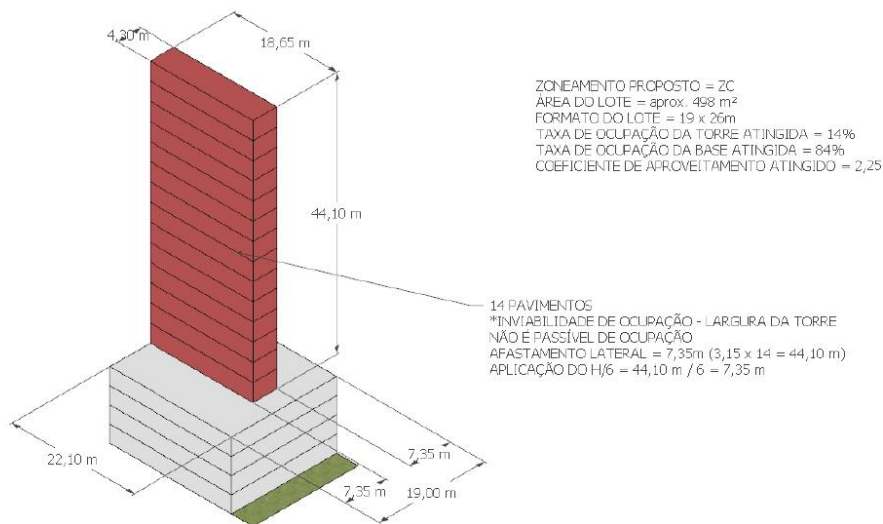 4,30 m
18,65 m
ZONEAMENTO PROPOSTO = ZC
ÁREA DO LOTE = aprox. 498 m²
FORMATO DO LOTE = 19 x 26m
TAXA DE OCUPAÇÃO DA TORRE ATINGIDA = 14%
TAXA DE OCUPAÇÃO DA BASE ATINGIDA = 84%
COEFICIENTE DE APROVEITAMENTO ATINGIDO = 2,25
44,10 m
14 PAVIMENTOS
*INVIABILIDADE DE OCUPAÇÃO - LARGURA DA TORRE
NÃO É PASSÍVEL DE OCUPAÇÃO
AFASTAMENTO LATERAL = 7,35m (3,15 x 14 = 44,10 m)
APLICAÇÃO DO H/6 = 44,10 m / 6 = 7,35 m
22,10 m
7,35 m
7,35 m
19,00 m